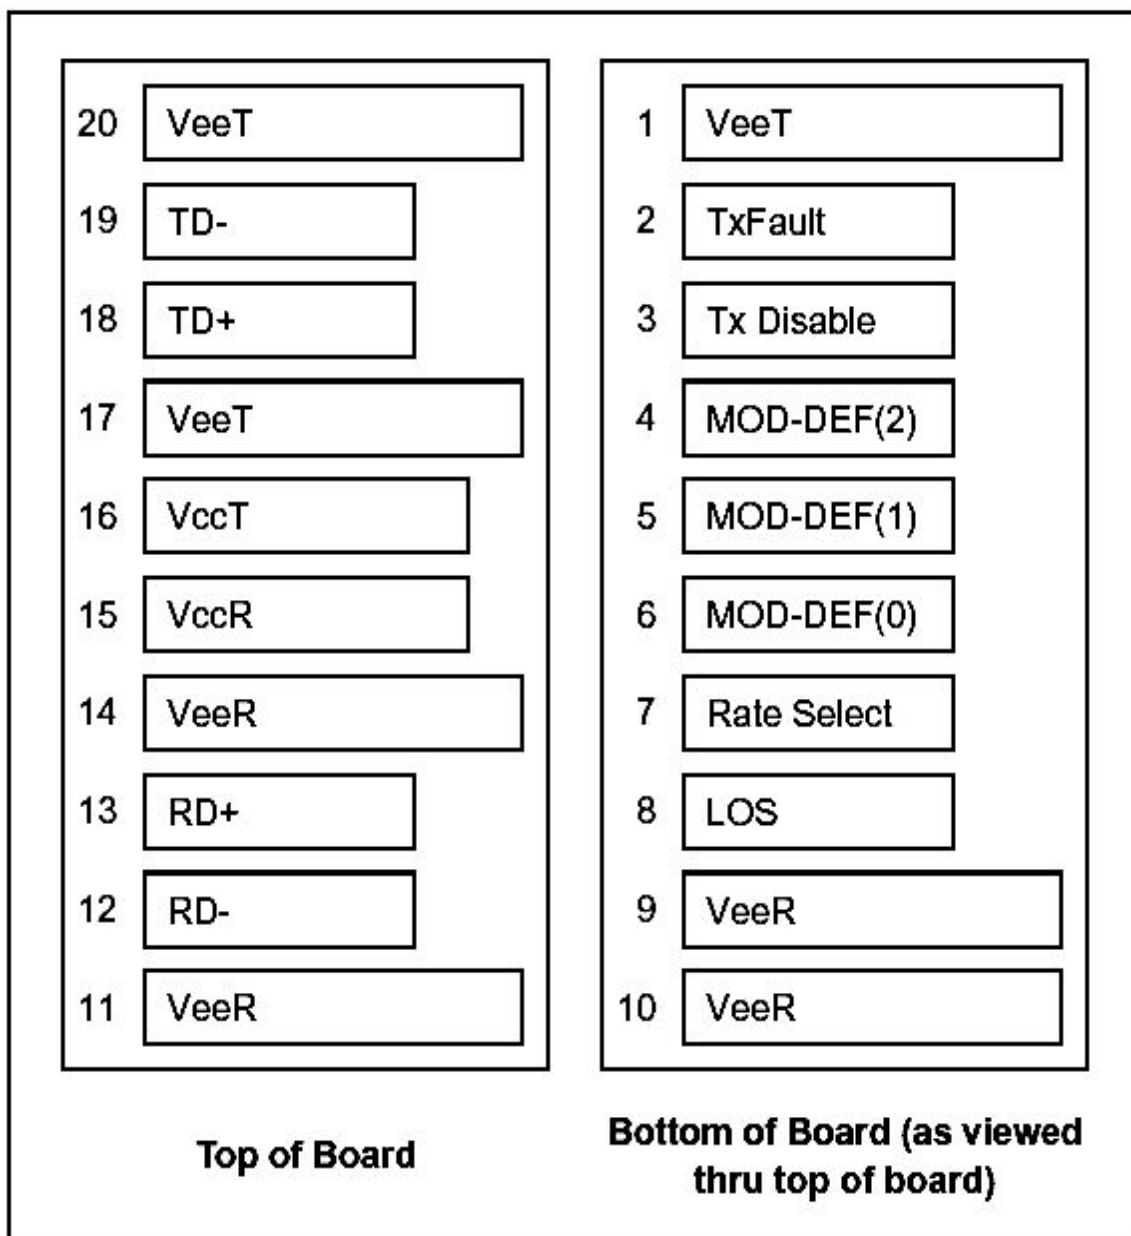 20 VeeT
19 TD-
18 TD+
17 VeeT
16 VccT
15 VccR
14 VeeR
13 RD+
12 RD-
11 VeeR
Top of Board
1 VeeT
2 TxFault
3 Tx Disable
4 MOD-DEF(2)
5 MOD-DEF(1)
6 MOD-DEF(0)
7 Rate Select
8 LOS
9 VeeR
10 VeeR
Bottom of Board (as viewed
thru top of board)